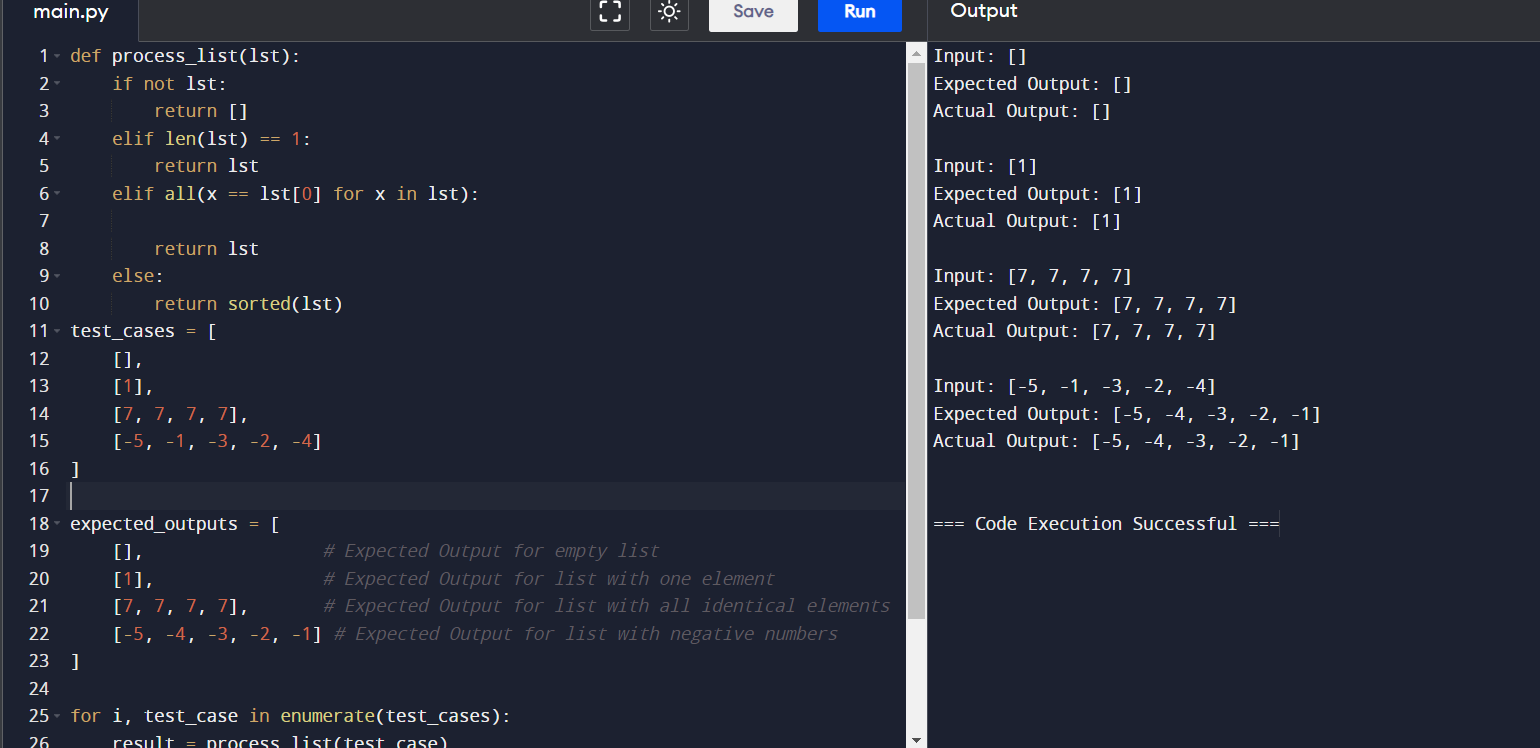 main.py
Save
Run
Output
1 def process_list(lst):
2     if not lst:
3         return []
4     elif len(lst) == 1:
5         return lst
6     elif all(x == lst[0] for x in lst):
7
8         return lst
9     else:
10         return sorted(lst)
11 test_cases = [
12     [],
13     [1],
14     [7, 7, 7, 7],
15     [-5, -1, -3, -2, -4]
16 ]
17
18 expected_outputs = [
19     [],                 # Expected Output for empty list
20     [1],                # Expected Output for list with one element
21     [7, 7, 7, 7],       # Expected Output for list with all identical elements
22     [-5, -4, -3, -2, -1] # Expected Output for list with negative numbers
23 ]
24
25 for i, test_case in enumerate(test_cases):
26     result = process_list(test_case)
Input: []
Expected Output: []
Actual Output: []
Input: [1]
Expected Output: [1]
Actual Output: [1]
Input: [7, 7, 7, 7]
Expected Output: [7, 7, 7, 7]
Actual Output: [7, 7, 7, 7]
Input: [-5, -1, -3, -2, -4]
Expected Output: [-5, -4, -3, -2, -1]
Actual Output: [-5, -4, -3, -2, -1]
=== Code Execution Successful ===